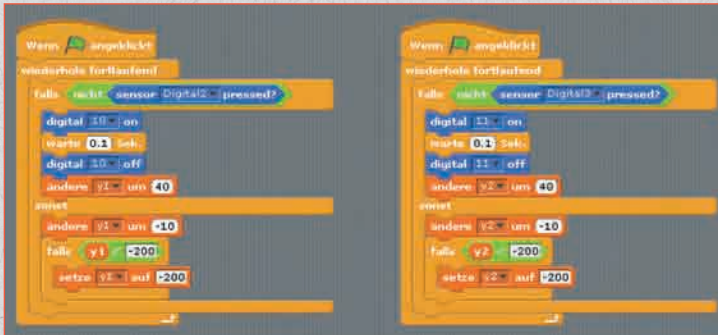 Wenn angeklickt
wiederhole fortlaufend
falls nicht sensor Digital2 pressed?
digital 10 on
warte 0.1 Sek.
digital 10 off
ändere y1 um 40
sonst
ändere y1 um -10
falls y1 < -200
setze y1 auf -200
Wenn angeklickt
wiederhole fortlaufend
falls nicht sensor Digital3 pressed?
digital 11 on
warte 0.1 Sek.
digital 11 off
ändere y2 um 40
sonst
ändere y2 um -10
falls y2 < -200
setze y2 auf -200